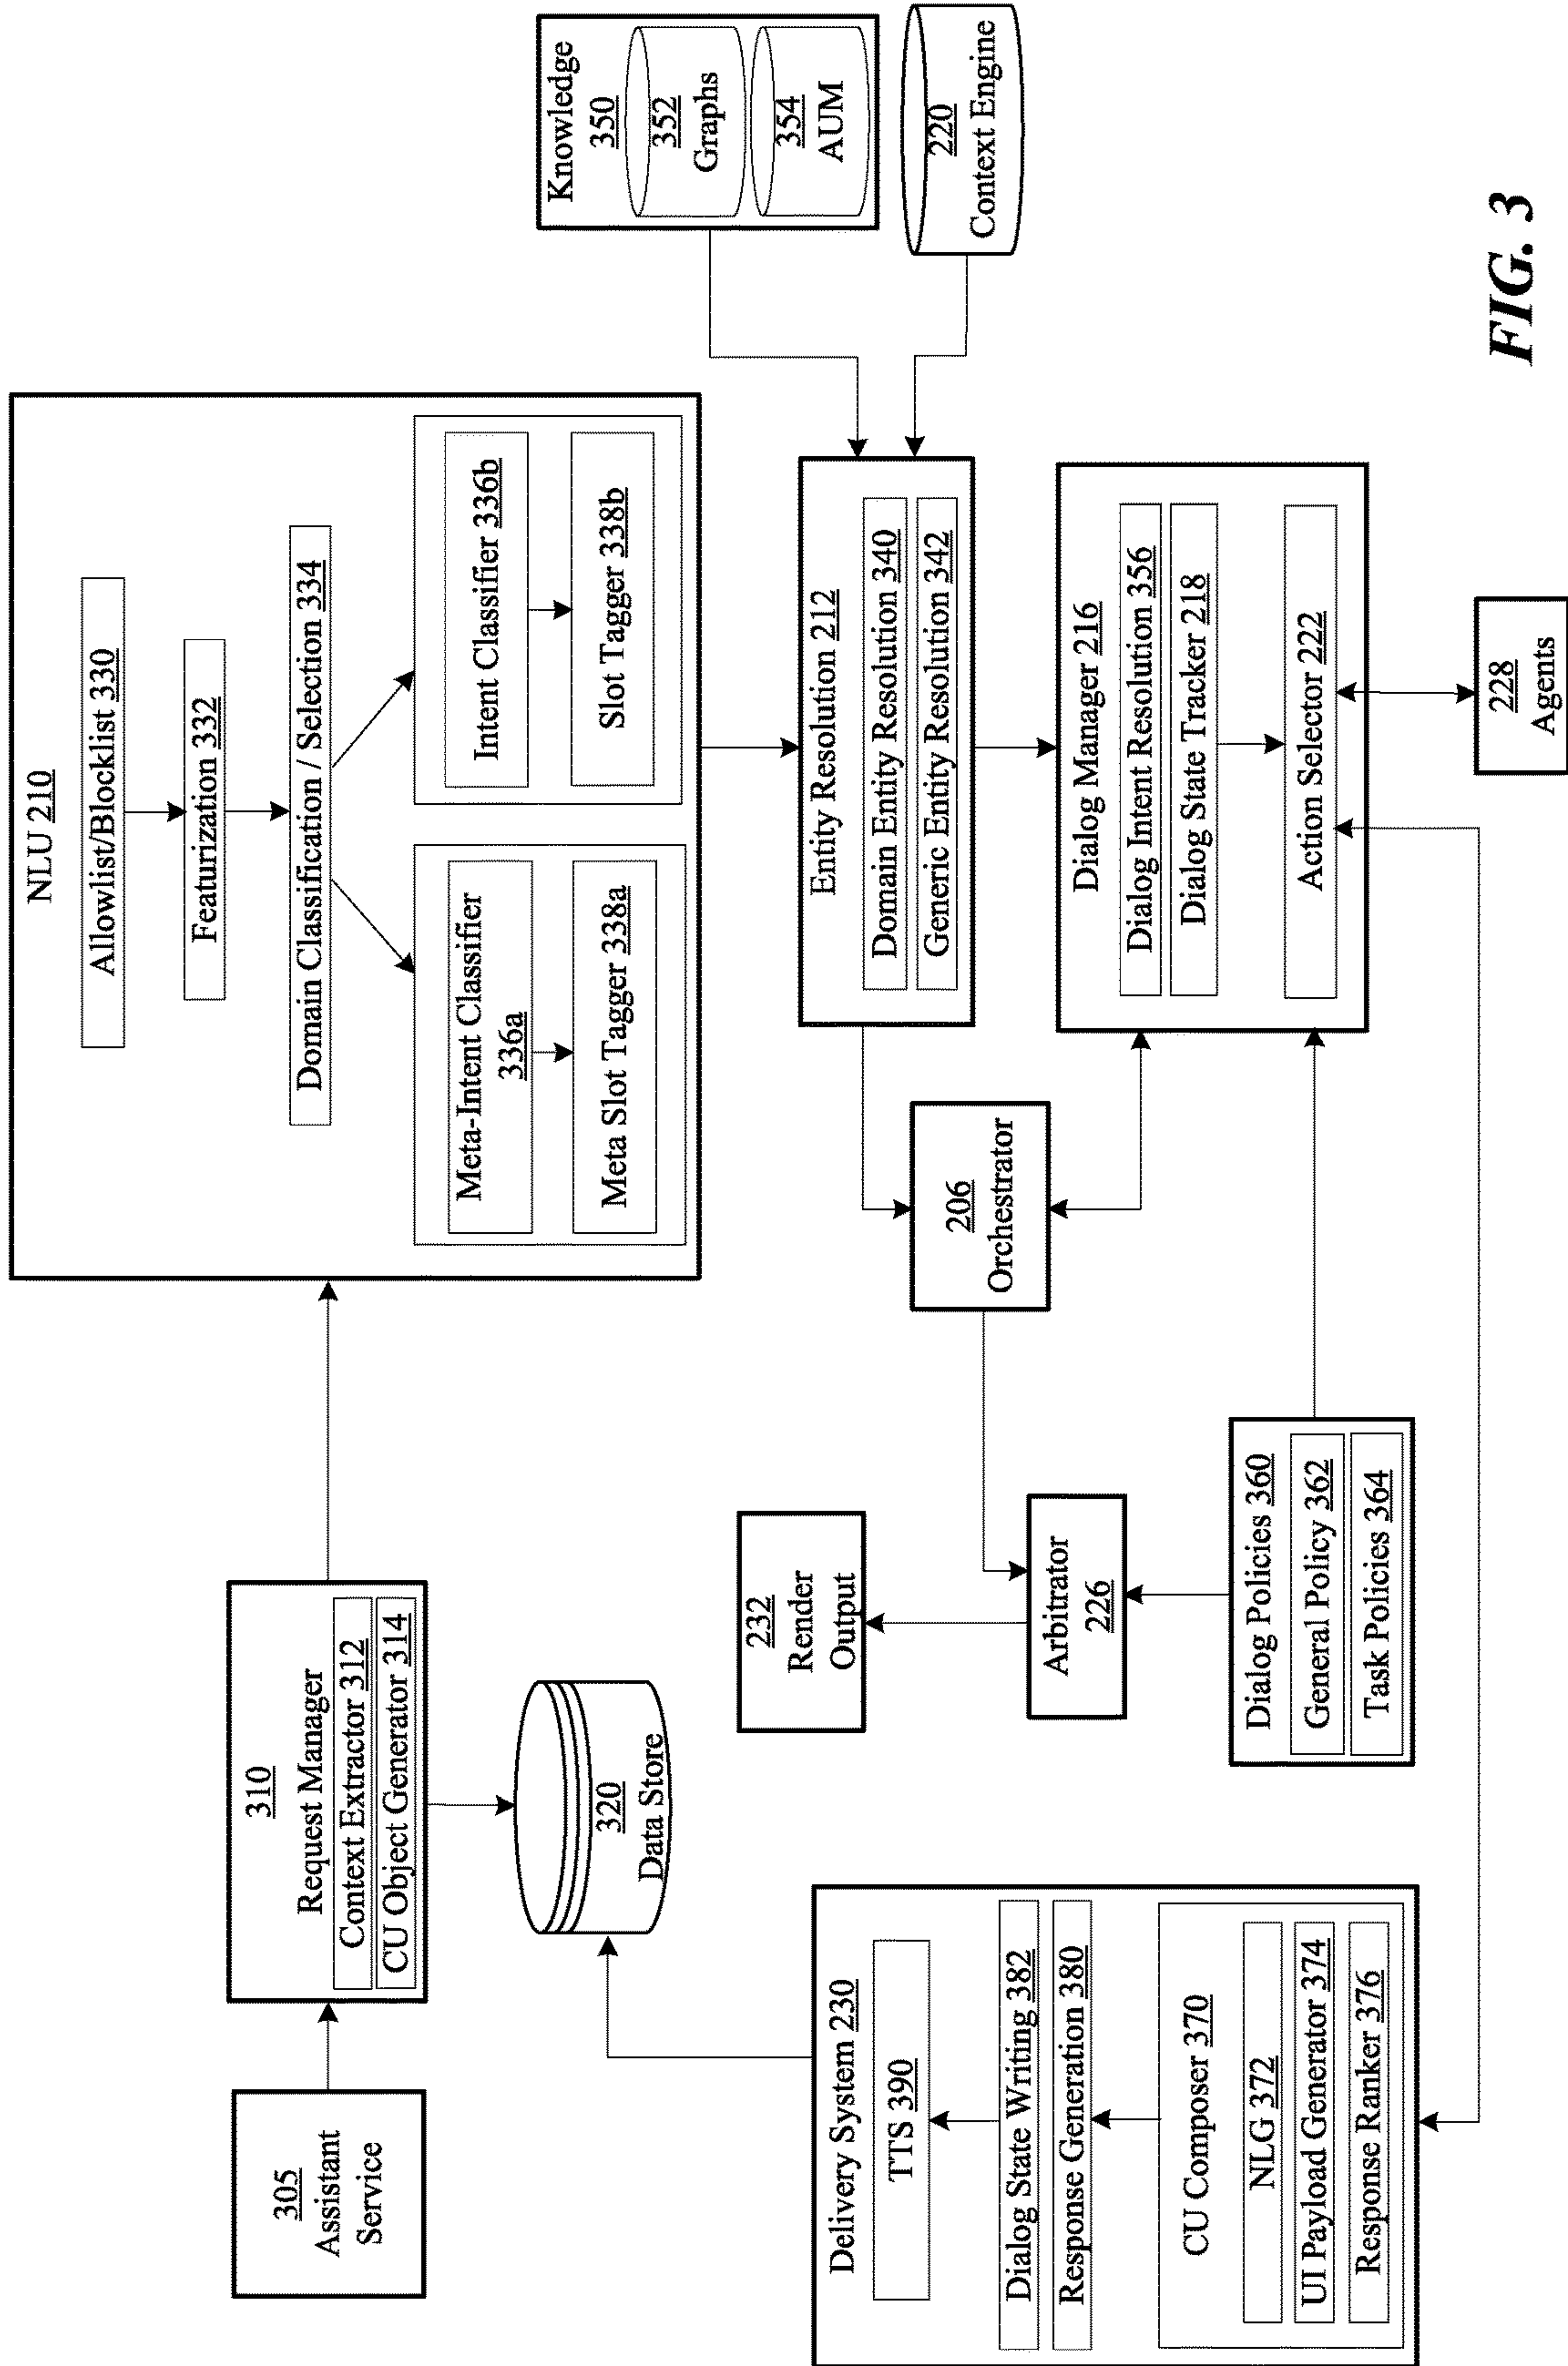 305
Assistant
Service
310
Request Manager
Context Extractor 312
CU Object Generator 314
320
Data Store
NLU 210
Allowlist/Blocklist 330
Featurization 332
Domain Classification / Selection 334
Meta-Intent Classifier
336a
Meta Slot Tagger 338a
Intent Classifier 336b
Slot Tagger 338b
Knowledge
350
352
Graphs
354
AUM
220
Context Engine
Entity Resolution 212
Domain Entity Resolution 340
Generic Entity Resolution 342
Dialog Manager 216
Dialog Intent Resolution 356
Dialog State Tracker 218
Action Selector 222
228
Agents
206
Orchestrator
232
Render
Output
Arbitrator
226
Dialog Policies 360
General Policy 362
Task Policies 364
Delivery System 230
TTS 390
Dialog State Writing 382
Response Generation 380
CU Composer 370
NLG 372
UI Payload Generator 374
Response Ranker 376
FIG. 3